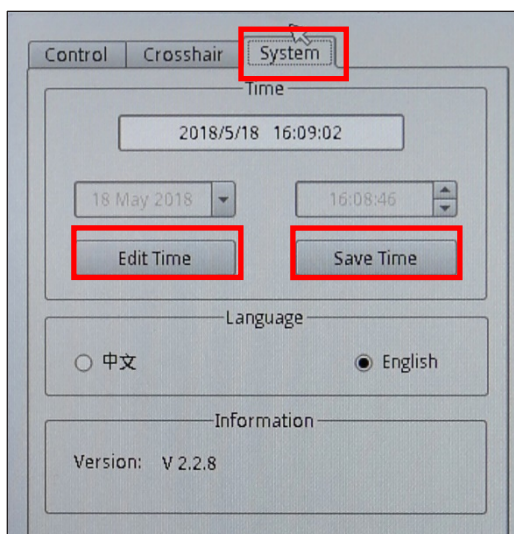 Control Crosshair System
Time
2018/5/18 16:09:02
18 May 2018 16:08:46
Edit Time Save Time
Language
中文 English
Information
Version: V 2.2.8